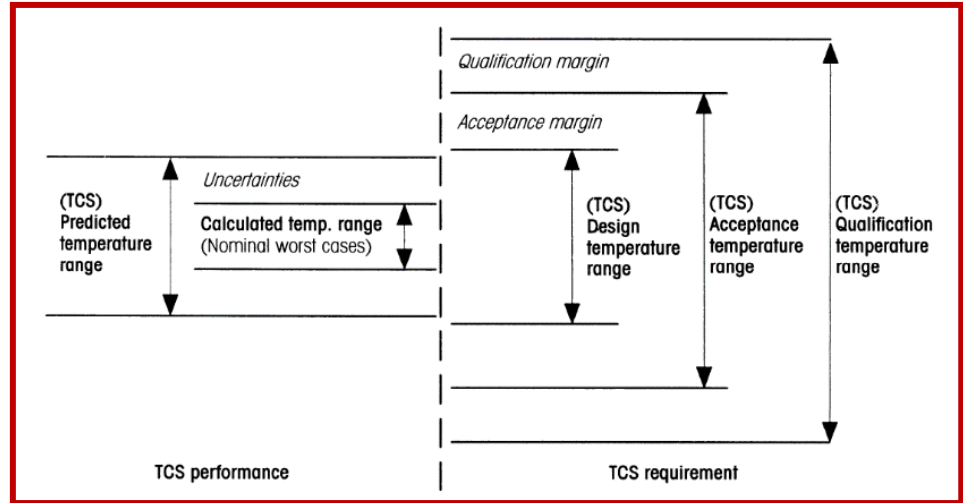 Qualification margin
Acceptance margin
(TCS)
Predicted
temperature
range
Uncertainties
Calculated temp. range
(Nominal worst cases)
(TCS)
Design
temperature
range
(TCS)
Acceptance
temperature
range
(TCS)
Qualification
temperature
range
TCS performance
TCS requirement